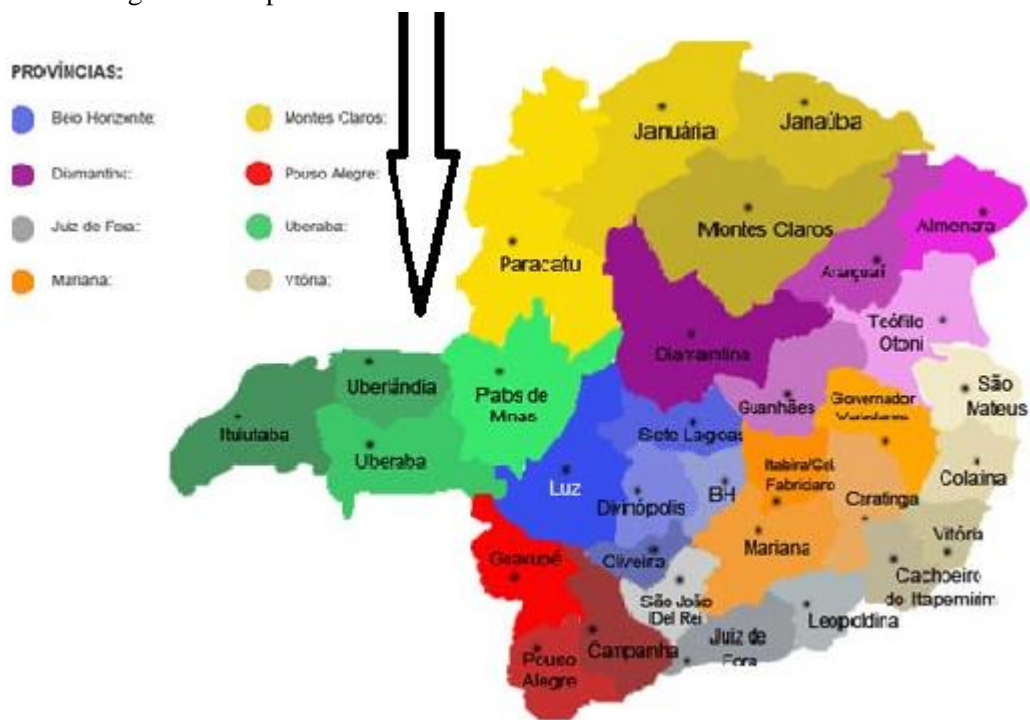 PROVÍNCIAS:
Belo Horizonte:
Montes Claros:
Diamantina:
Pouso Alegre:
Juiz de Fora:
Uberaba:
Mariana:
Vitória:
Januária
Janaúba
Montes Claros
Almenara
Araçuaí
Paracatu
Teófilo
Otoni
Diamantina
Uberlândia
Patos de
Minas
Guanhães
Governador
Valadares
São
Mateus
Ituiutaba
Uberaba
Sete Lagoas
Itabira/Cel.
Fabriciano
Colatina
Luz
Divinópolis
BH
Caratinga
Mariana
Vitória
Guaxupé
Oliveira
Cachoeiro
do Itapemirim
São João
Del Rei
Leopoldina
Campanha
Juiz de
Fora
Pouso
Alegre